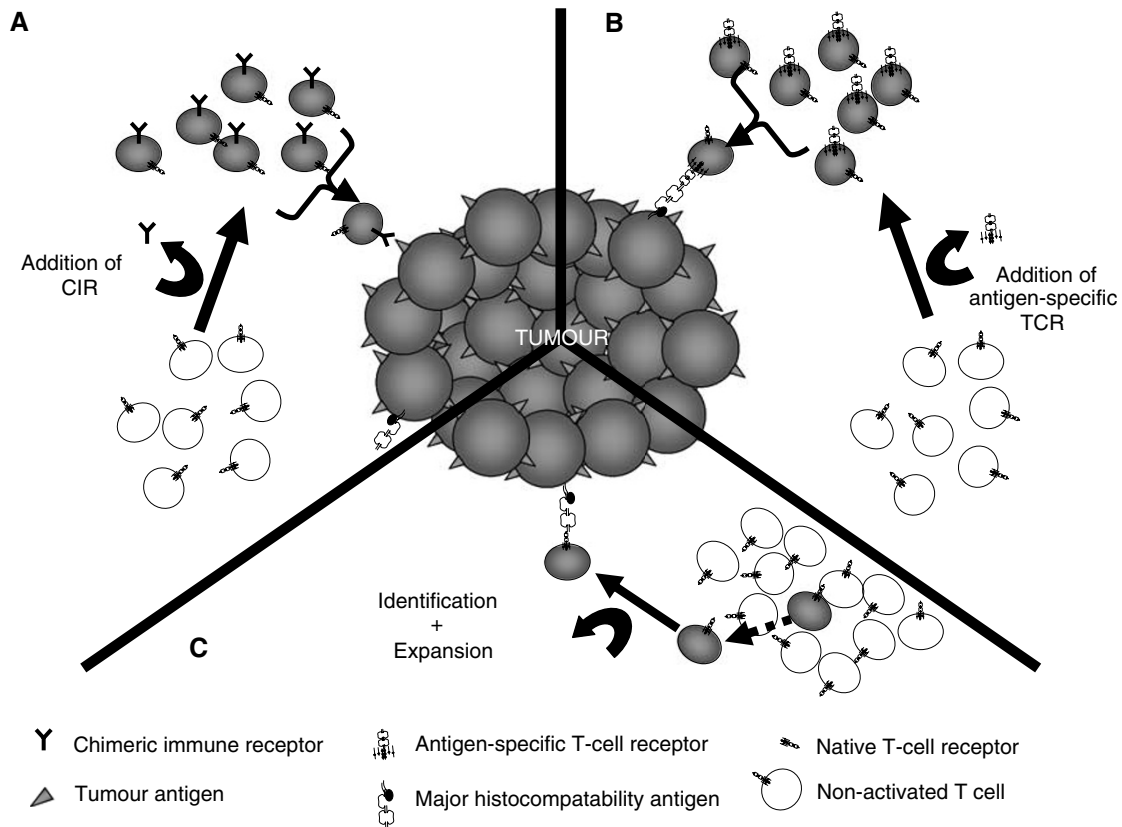 A
B
Addition of
CIR
TUMOUR
Addition of
antigen-specific
TCR
Identification
+
Expansion
C
Chimeric immune receptor
Antigen-specific T-cell receptor
Native T-cell receptor
Tumour antigen
Major histocompatability antigen
Non-activated T cell